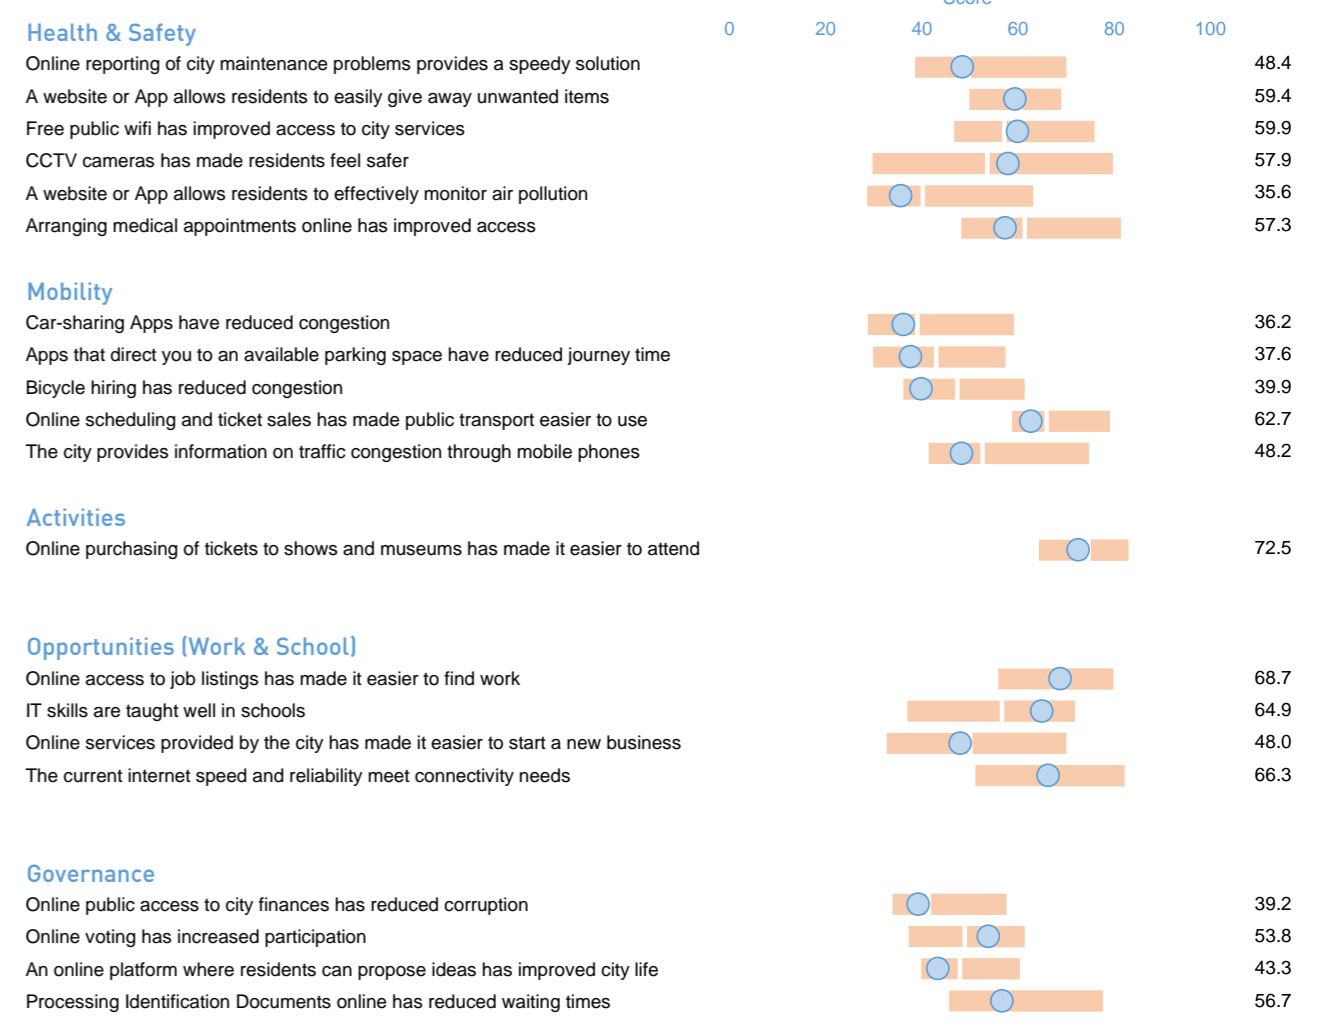 Score
Health & Safety 0 20 40 60 80 100
Online reporting of city maintenance problems provides a speedy solution 48.4
A website or App allows residents to easily give away unwanted items 59.4
Free public wifi has improved access to city services 59.9
CCTV cameras has made residents feel safer 57.9
A website or App allows residents to effectively monitor air pollution 35.6
Arranging medical appointments online has improved access 57.3
Mobility
Car-sharing Apps have reduced congestion 36.2
Apps that direct you to an available parking space have reduced journey time 37.6
Bicycle hiring has reduced congestion 39.9
Online scheduling and ticket sales has made public transport easier to use 62.7
The city provides information on traffic congestion through mobile phones 48.2
Activities
Online purchasing of tickets to shows and museums has made it easier to attend 72.5
Opportunities (Work & School)
Online access to job listings has made it easier to find work 68.7
IT skills are taught well in schools 64.9
Online services provided by the city has made it easier to start a new business 48.0
The current internet speed and reliability meet connectivity needs 66.3
Governance
Online public access to city finances has reduced corruption 39.2
Online voting has increased participation 53.8
An online platform where residents can propose ideas has improved city life 43.3
Processing Identification Documents online has reduced waiting times 56.7